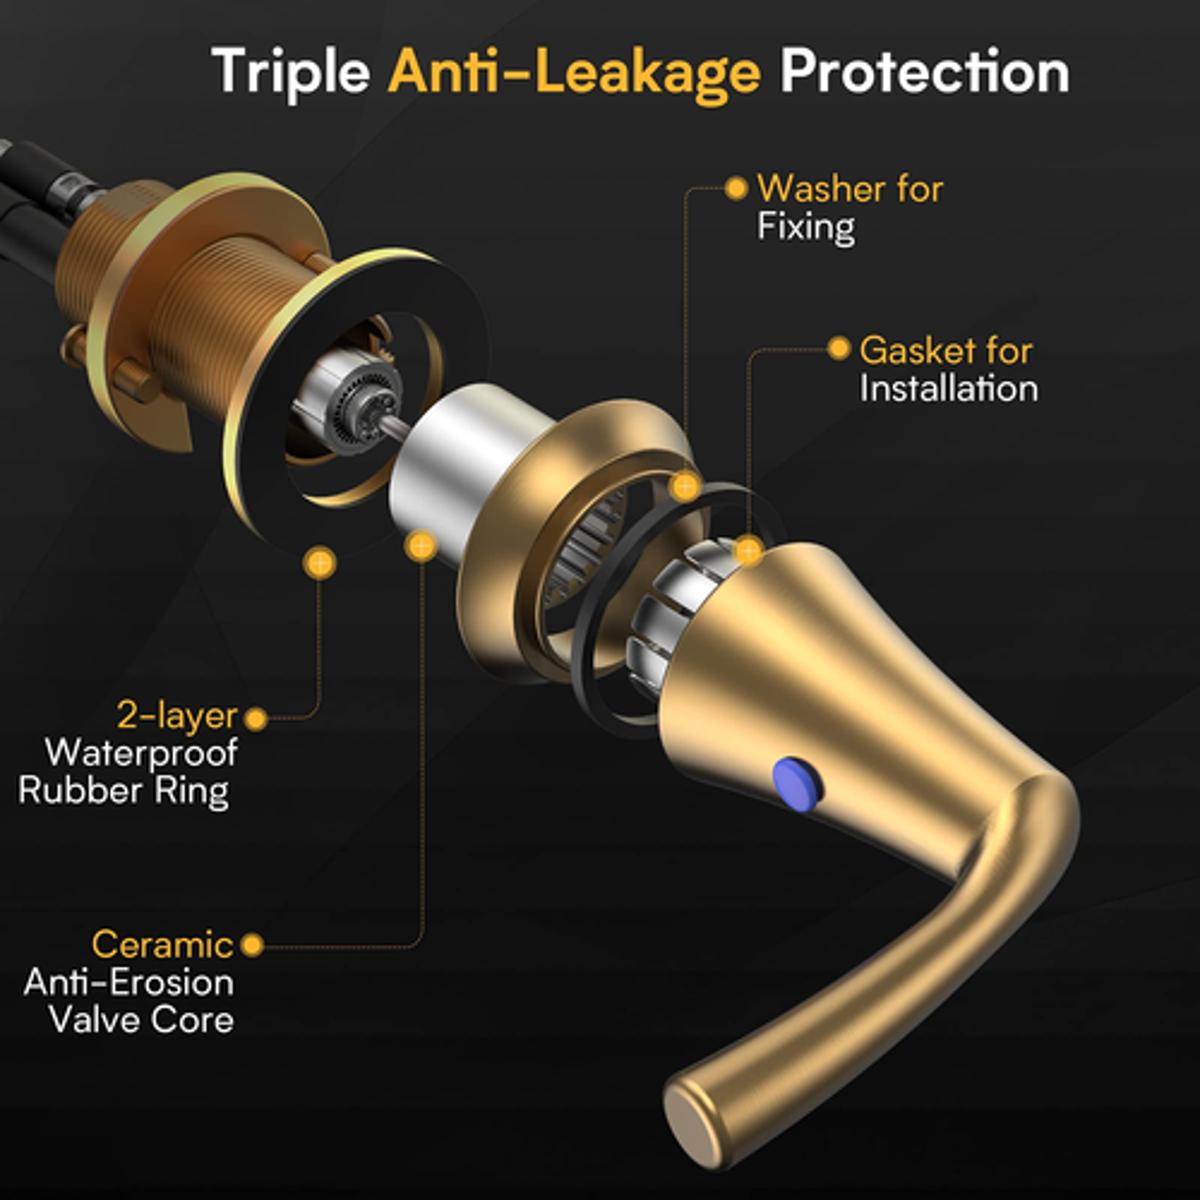 Triple Anti-Leakage Protection
Washer for
Fixing
Gasket for
Installation
2-layer
Waterproof
Rubber Ring
Ceramic
Anti-Erosion
Valve Core